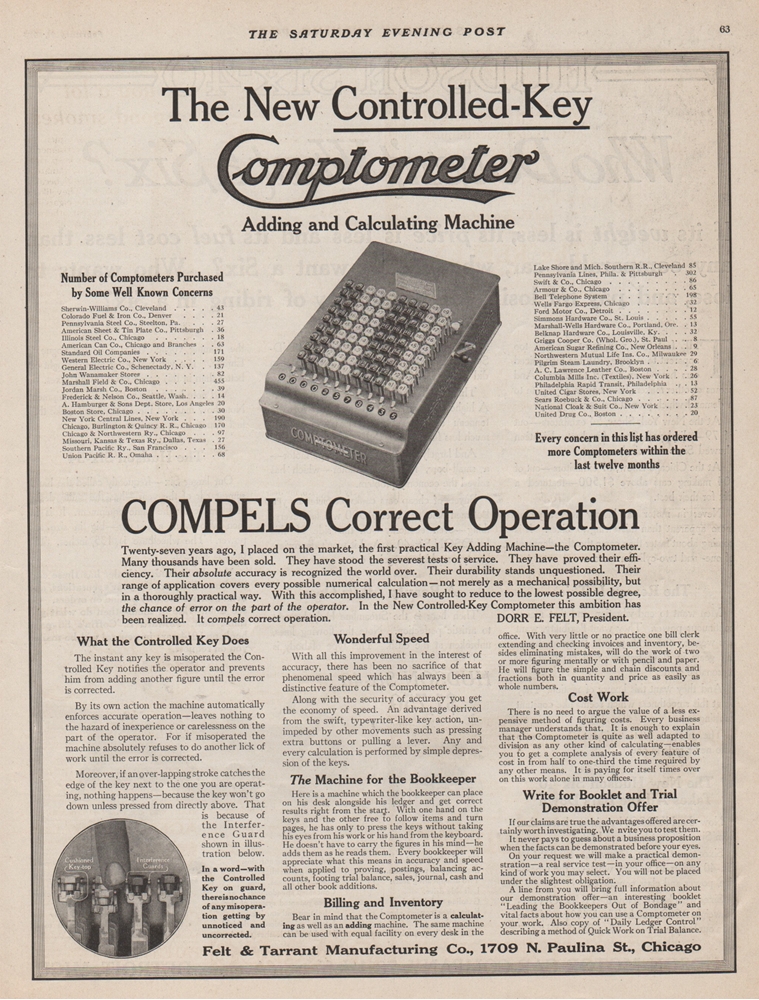 THE SATURDAY EVENING POST
63
The New Controlled-Key
Comptometer
Adding and Calculating Machine
Number of Comptometers Purchased
by Some Well Known Concerns
Sherwin-Williams Co., Cleveland . . . . . 43
Colorado Fuel & Iron Co., Denver . . . . 21
Pennsylvania Steel Co., Steelton, Pa. . . . 27
American Sheet & Tin Plate Co., Pittsburgh . 36
Illinois Steel Co., Chicago . . . . . . 18
American Can Co., Chicago and Branches . . 63
Standard Oil Companies . . . . . . 171
Western Electric Co., New York . . . . 159
General Electric Co., Schenectady, N. Y. . . 137
John Wanamaker Stores . . . . . . . 82
Marshall Field & Co., Chicago . . . . . 455
Jordan Marsh Co., Boston . . . . . . 39
Frederick & Nelson Co., Seattle, Wash. . . . 14
A. Hamburger & Sons Dept. Store, Los Angeles 20
Boston Store, Chicago . . . . . . . 30
New York Central Lines, New York . . . 190
Chicago, Burlington & Quincy R. R., Chicago 170
Chicago & Northwestern Ry., Chicago . . . 97
Missouri, Kansas & Texas Ry., Dallas, Texas . 27
Southern Pacific Ry., San Francisco . . . 156
Union Pacific R. R., Omaha . . . . . . 68
COMPTOMETER
Lake Shore and Mich. Southern R.R., Cleveland 85
Pennsylvania Lines, Phila. & Pittsburgh . . 302
Swift & Co., Chicago . . . . . . . 86
Armour & Co., Chicago . . . . . . . 65
Bell Telephone System . . . . . . 198
Wells Fargo Express, Chicago . . . . . 32
Ford Motor Co., Detroit . . . . . . . 12
Simmons Hardware Co., St. Louis . . . . 55
Marshall-Wells Hardware Co., Portland, Ore. . 13
Belknap Hardware Co., Louisville, Ky. . . . 32
Griggs Cooper Co. (Whol. Gro.), St. Paul . . 8
American Sugar Refining Co., New Orleans . . 9
Northwestern Mutual Life Ins. Co., Milwaukee 29
Pilgrim Steam Laundry, Brooklyn . . . . 6
A. C. Lawrence Leather Co., Boston . . . 28
Columbia Mills Inc. (Textiles), New York . . 26
Philadelphia Rapid Transit, Philadelphia . . 13
United Cigar Stores, New York . . . . 52
Sears Roebuck & Co., Chicago . . . . . 87
National Cloak & Suit Co., New York . . . 23
United Drug Co., Boston . . . . . . . 20
Every concern in this list has ordered
more Comptometers within the
last twelve months
COMPELS Correct Operation
Twenty-seven years ago, I placed on the market, the first practical Key Adding Machine—the Comptometer.
Many thousands have been sold. They have stood the severest tests of service. They have proved their effi-
ciency. Their absolute accuracy is recognized the world over. Their durability stands unquestioned. Their
range of application covers every possible numerical calculation—not merely as a mechanical possibility, but
in a thoroughly practical way. With this accomplished, I have sought to reduce to the lowest possible degree,
the chance of error on the part of the operator. In the New Controlled-Key Comptometer this ambition has
been realized. It compels correct operation. DORR E. FELT, President.
What the Controlled Key Does
The instant any key is misoperated the Con-
trolled Key notifies the operator and prevents
him from adding another figure until the error
is corrected.
By its own action the machine automatically
enforces accurate operation—leaves nothing to
the hazard of inexperience or carelessness on the
part of the operator. For if misoperated the
machine absolutely refuses to do another lick of
work until the error is corrected.
Moreover, if an over-lapping stroke catches the
edge of the key next to the one you are operat-
ing, nothing happens—because the key won't go
down unless pressed from directly above. That
is because of
the Interfer-
ence Guard
shown in illus-
tration below.
In a word—with
the Controlled
Key on guard,
there is no chance
of any misopera-
tion getting by
unnoticed and
uncorrected.
Cushioned
Key-top
Interference
Guards
Wonderful Speed
With all this improvement in the interest of
accuracy, there has been no sacrifice of that
phenomenal speed which has always been a
distinctive feature of the Comptometer.
Along with the security of accuracy you get
the economy of speed. An advantage derived
from the swift, typewriter-like key action, un-
impeded by other movements such as pressing
extra buttons or pulling a lever. Any and
every calculation is performed by simple depres-
sion of the keys.
The Machine for the Bookkeeper
Here is a machine which the bookkeeper can place
on his desk alongside his ledger and get correct
results right from the start. With one hand on the
keys and the other free to follow items and turn
pages, he has only to press the keys without taking
his eyes from his work or his hand from the keyboard.
He doesn't have to carry the figures in his mind—he
adds them as he reads them. Every bookkeeper will
appreciate what this means in accuracy and speed
when applied to proving, postings, balancing ac-
counts, footing trial balance, sales, journal, cash and
all other book additions.
Billing and Inventory
Bear in mind that the Comptometer is a calculat-
ing as well as an adding machine. The same machine
can be used with equal facility on every desk in the
office. With very little or no practice one bill clerk
extending and checking invoices and inventory, be-
sides eliminating mistakes, will do the work of two
or more figuring mentally or with pencil and paper.
He will figure the simple and chain discounts and
fractions both in quantity and price as easily as
whole numbers.
Cost Work
There is no need to argue the value of a less ex-
pensive method of figuring costs. Every business
manager understands that. It is enough to explain
that the Comptometer is quite as well adapted to
division as any other kind of calculating—enables
you to get a complete analysis of every feature of
cost in from half to one-third the time required by
any other means. It is paying for itself times over
on this work alone in many offices.
Write for Booklet and Trial
Demonstration Offer
If our claims are true the advantages offered are cer-
tainly worth investigating. We nvite you to test them.
It never pays to guess about a business proposition
when the facts can be demonstrated before your eyes.
On your request we will make a practical demon-
stration—a real service test—in your office—on any
kind of work you may select. You will not be placed
under the slightest obligation.
A line from you will bring full information about
our demonstration offer—an interesting booklet
"Leading the Bookkeepers Out of Bondage" and
vital facts about how you can use a Comptometer on
your work. Also copy of "Daily Ledger Control"
describing a method of Quick Work on Trial Balance.
Felt & Tarrant Manufacturing Co., 1709 N. Paulina St., Chicago